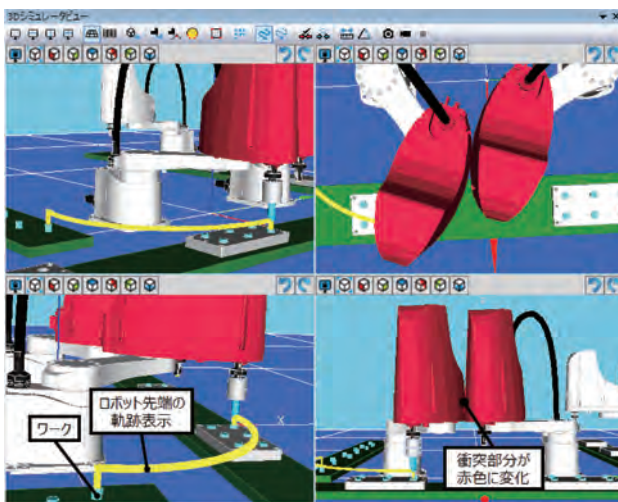 3Dシミュレータビュー
X
ワーク
ロボット先端の
軌跡表示
衝突部分が
赤色に変化